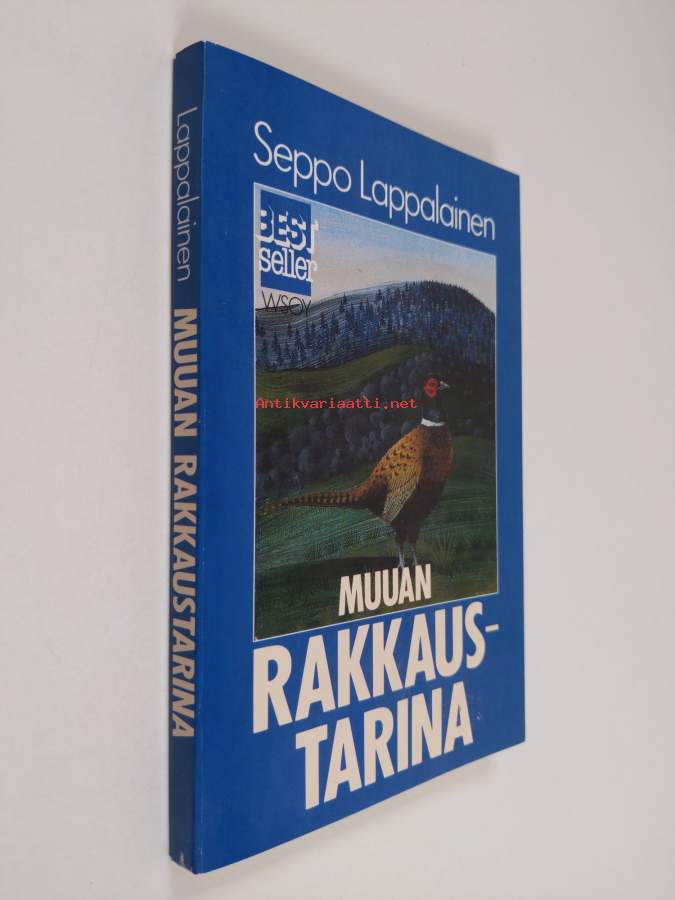 Lappalainen MUUAN RAKKAUSTARINA
Seppo Lappalainen
BEST
seller
WSOY
Antikvariaatti.net
MUUAN
RAKKAUS-
TARINA